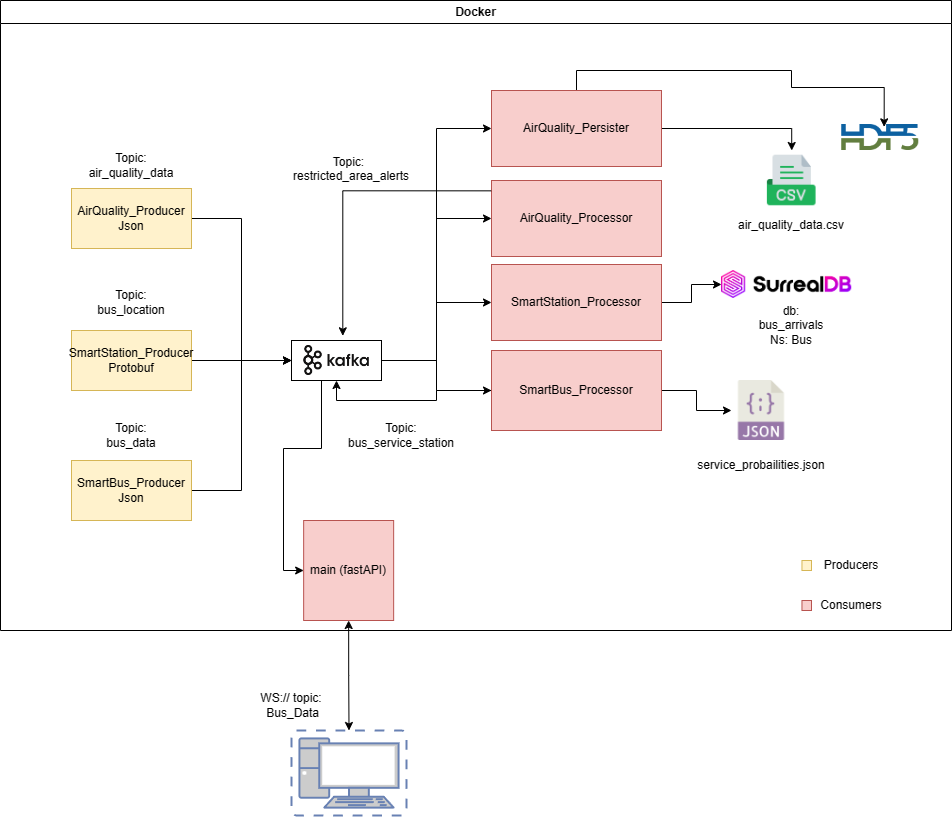 Docker
AirQuality_Persister
HDFS
Topic:
air_quality_data
Topic:
restricted_area_alerts
CSV
AirQuality_Producer
Json
AirQuality_Processor
air_quality_data.csv
Topic:
bus_location
SmartStation_Processor
SurrealDB
db:
bus_arrivals
Ns: Bus
SmartStation_Producer
Protobuf
kafka
SmartBus_Processor
{;}
JSON
Topic:
bus_data
Topic:
bus_service_station
service_probailities.json
SmartBus_Producer
Json
main (fastAPI)
Producers
Consumers
WS:// topic:
Bus_Data